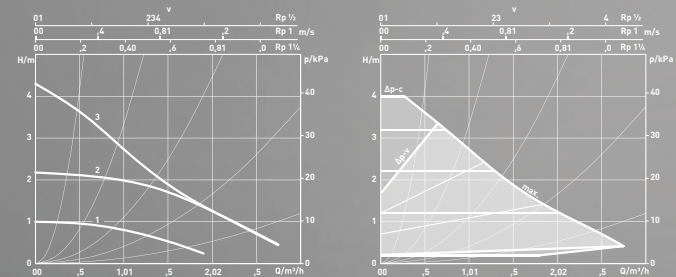 v
01 234 Rp ½
00 ,4 0,81 ,2 Rp 1 m/s
00 ,2 0,40 ,6 0,81 ,0 Rp 1¼
H/m p/kPa
4 40
3 30
2 20
1 10
0 0
3
2
1
00 ,5 1,01 ,5 2,02 ,5 Q/m³/h
v
01 23 4 Rp ½
00 ,4 0,81 ,2 Rp 1 m/s
00 ,2 0,40 ,6 0,81 ,0 Rp 1¼
H/m p/kPa
Δp-c
4 40
3 30
Δp-v
2 20
max.
1 10
0 0
00 ,5 1,01 ,5 2,02 ,5 Q/m³/h